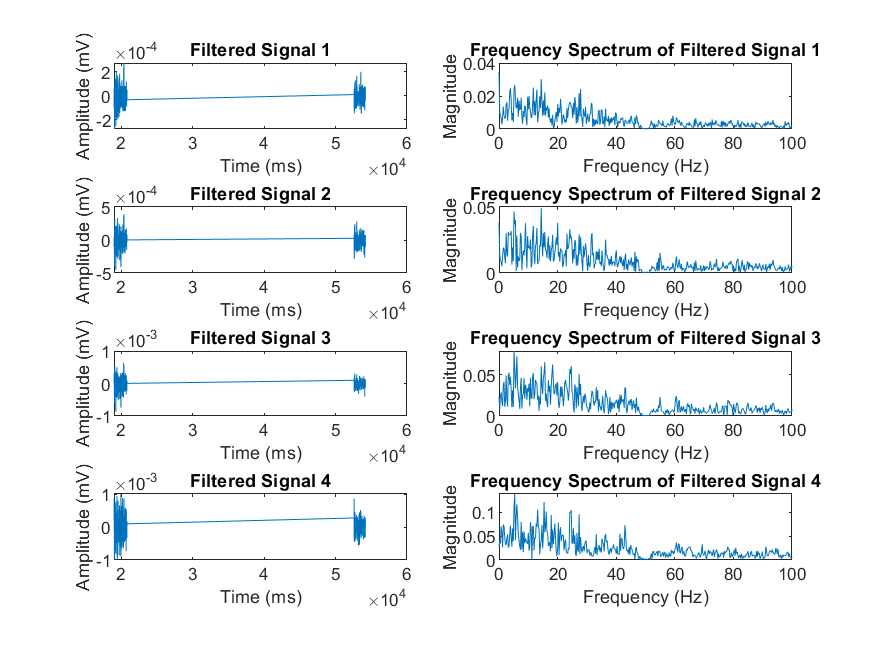 Filtered Signal 1
×10-4
Amplitude (mV)
2
0
-2
2 3 4 5 6
Time (ms)
×104
Frequency Spectrum of Filtered Signal 1
Magnitude
0.04
0.02
0
0 20 40 60 80 100
Frequency (Hz)
Filtered Signal 2
×10-4
Amplitude (mV)
5
0
-5
2 3 4 5 6
Time (ms)
×104
Frequency Spectrum of Filtered Signal 2
Magnitude
0.05
0
0 20 40 60 80 100
Frequency (Hz)
Filtered Signal 3
×10-3
Amplitude (mV)
1
0
-1
2 3 4 5 6
Time (ms)
×104
Frequency Spectrum of Filtered Signal 3
Magnitude
0.05
0
0 20 40 60 80 100
Frequency (Hz)
Filtered Signal 4
×10-3
Amplitude (mV)
1
0
-1
2 3 4 5 6
Time (ms)
×104
Frequency Spectrum of Filtered Signal 4
Magnitude
0.1
0.05
0
0 20 40 60 80 100
Frequency (Hz)